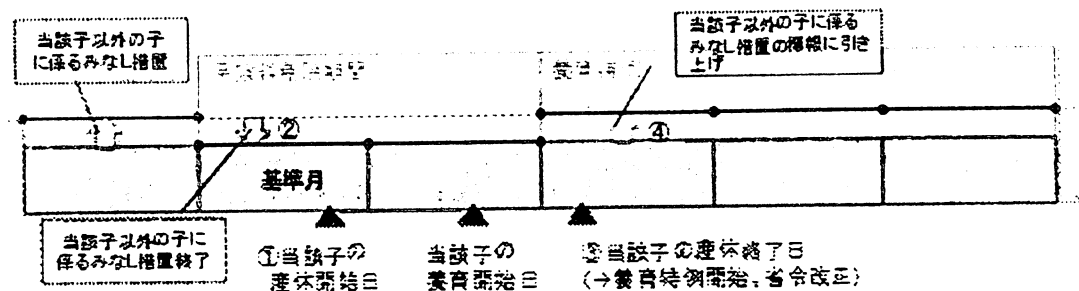 当該子以外の子
に係るみなし措置
当該子以外の子に係る
みなし措置の
に引き
上げ
②
④
基準月
当該子以外の子に
係るみなし措置終了
①当該子の
産休開始日
当該子の
養育開始日
③当該子の産休終了日
(→養育特例開始、省令改正)